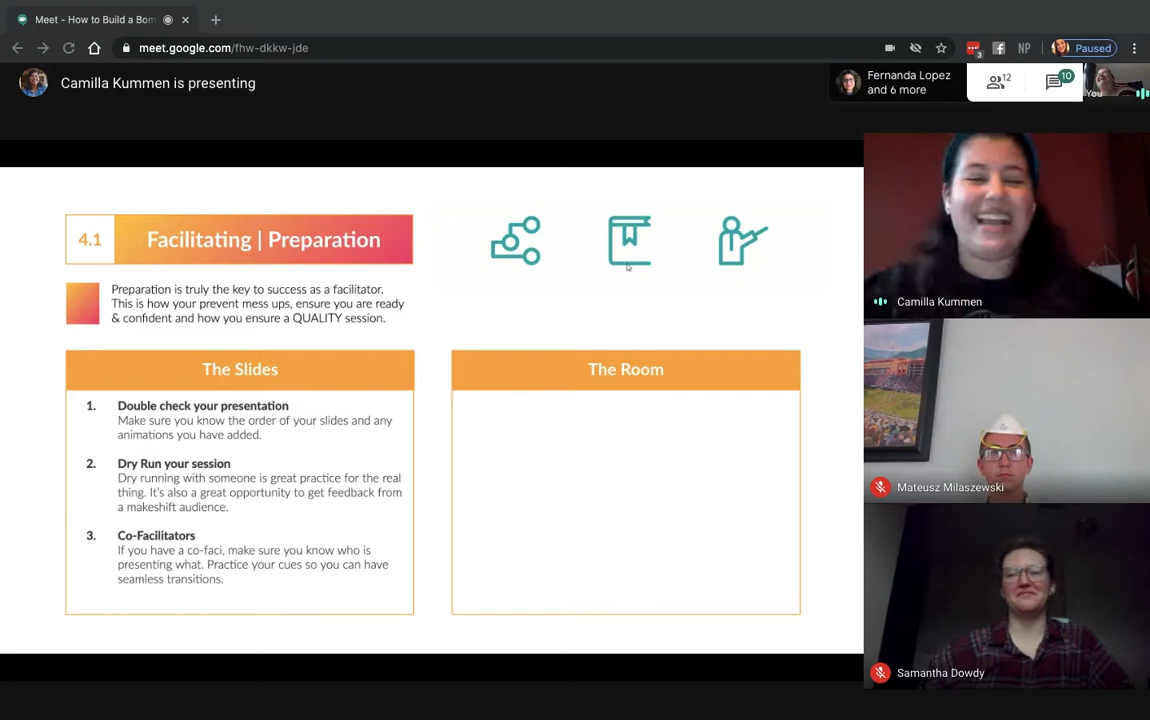 Meet - How to Build a Bom
meet.google.com/fhw-dkkw-jde
3
NP
Paused
Camilla Kummen is presenting
Fernanda Lopez
and 6 more
12
10
You
4.1
Facilitating | Preparation
Preparation is truly the key to success as a facilitator.
This is how your prevent mess ups, ensure you are ready
& confident and how you ensure a QUALITY session.
The Slides
1. Double check your presentation
Make sure you know the order of your slides and any
animations you have added.
2. Dry Run your session
Dry running with someone is great practice for the real
thing. It's also a great opportunity to get feedback from
a makeshift audience.
3. Co-Facilitators
If you have a co-faci, make sure you know who is
presenting what. Practice your cues so you can have
seamless transitions.
The Room
Camilla Kummen
Mateusz Milaszewski
Samantha Dowdy